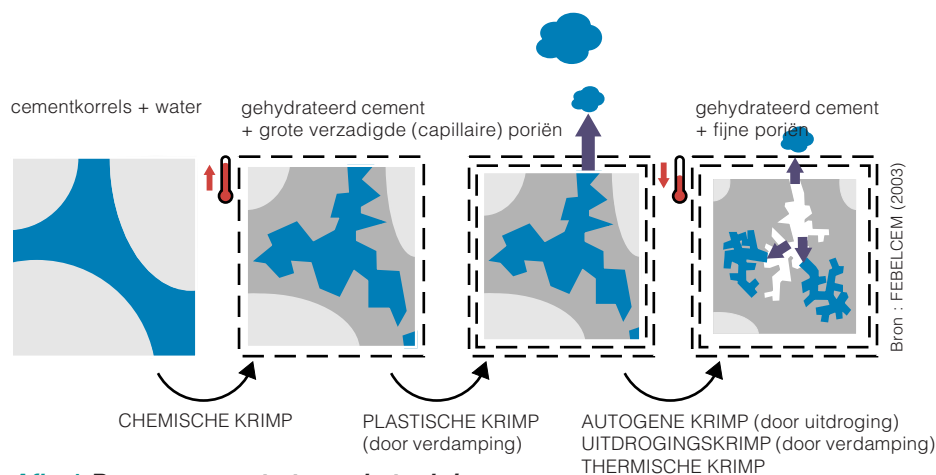 cementkorrels + water
gehydrateerd cement
+ grote verzadigde (capillaire) poriën
gehydrateerd cement
+ fijne poriën
Bron : FEBELCEM (2003)
CHEMISCHE KRIMP
PLASTISCHE KRIMP
(door verdamping)
AUTOGENE KRIMP (door uitdroging)
UITDROGINGSKRIMP (door verdamping)
THERMISCHE KRIMP